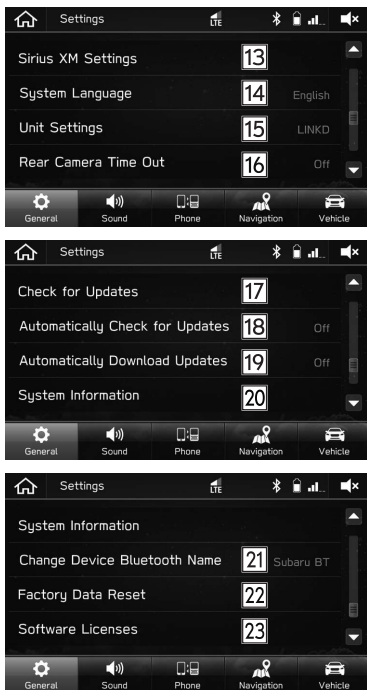 Settings LTE
Sirius XM Settings 13
System Language 14 English
Unit Settings 15 LINKD
Rear Camera Time Out 16 Off
General Sound Phone Navigation Vehicle
Settings LTE
Check for Updates 17
Automatically Check for Updates 18 Off
Automatically Download Updates 19 Off
System Information 20
General Sound Phone Navigation Vehicle
Settings LTE
System Information
Change Device Bluetooth Name 21 Subaru BT
Factory Data Reset 22
Software Licenses 23
General Sound Phone Navigation Vehicle